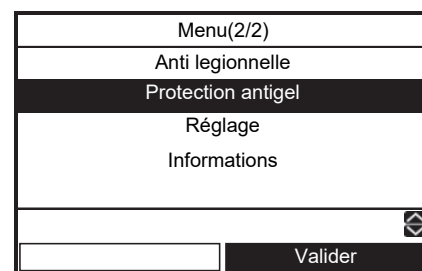 Menu(2/2)
Anti legionnelle
Protection antigel
Réglage
Informations
Valider